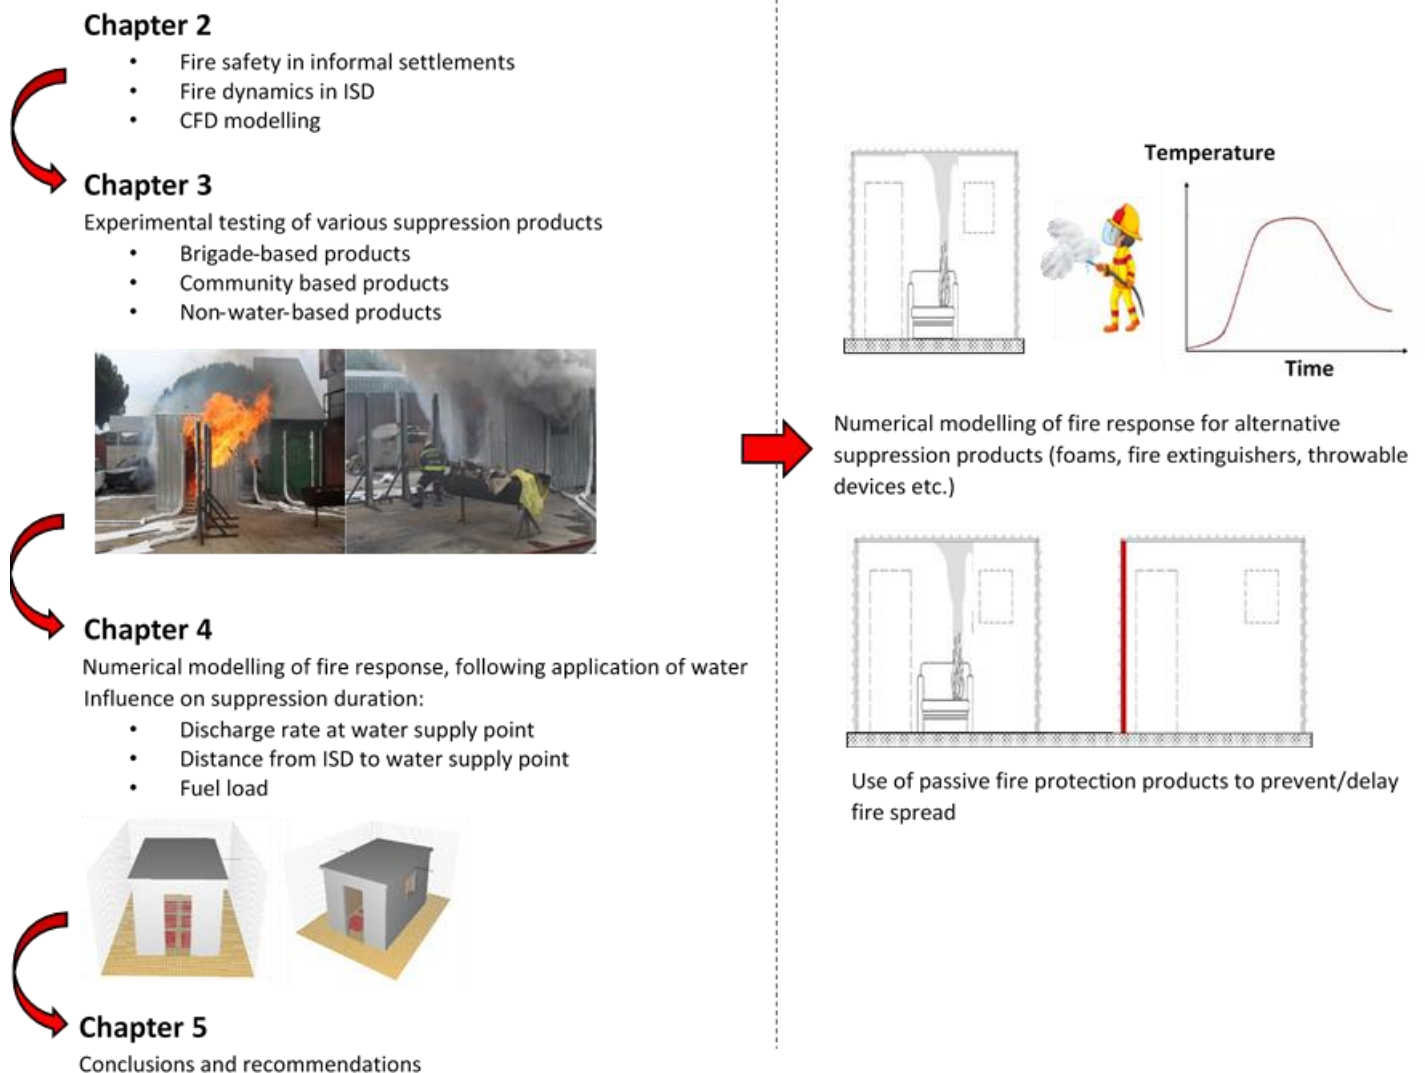 Chapter 2
• Fire safety in informal settlements
• Fire dynamics in ISD
• CFD modelling
Chapter 3
Experimental testing of various suppression products
• Brigade-based products
• Community based products
• Non-water-based products
Chapter 4
Numerical modelling of fire response, following application of water
Influence on suppression duration:
• Discharge rate at water supply point
• Distance from ISD to water supply point
• Fuel load
Chapter 5
Conclusions and recommendations
Temperature
Time
Numerical modelling of fire response for alternative
suppression products (foams, fire extinguishers, throwable
devices etc.)
Use of passive fire protection products to prevent/delay
fire spread